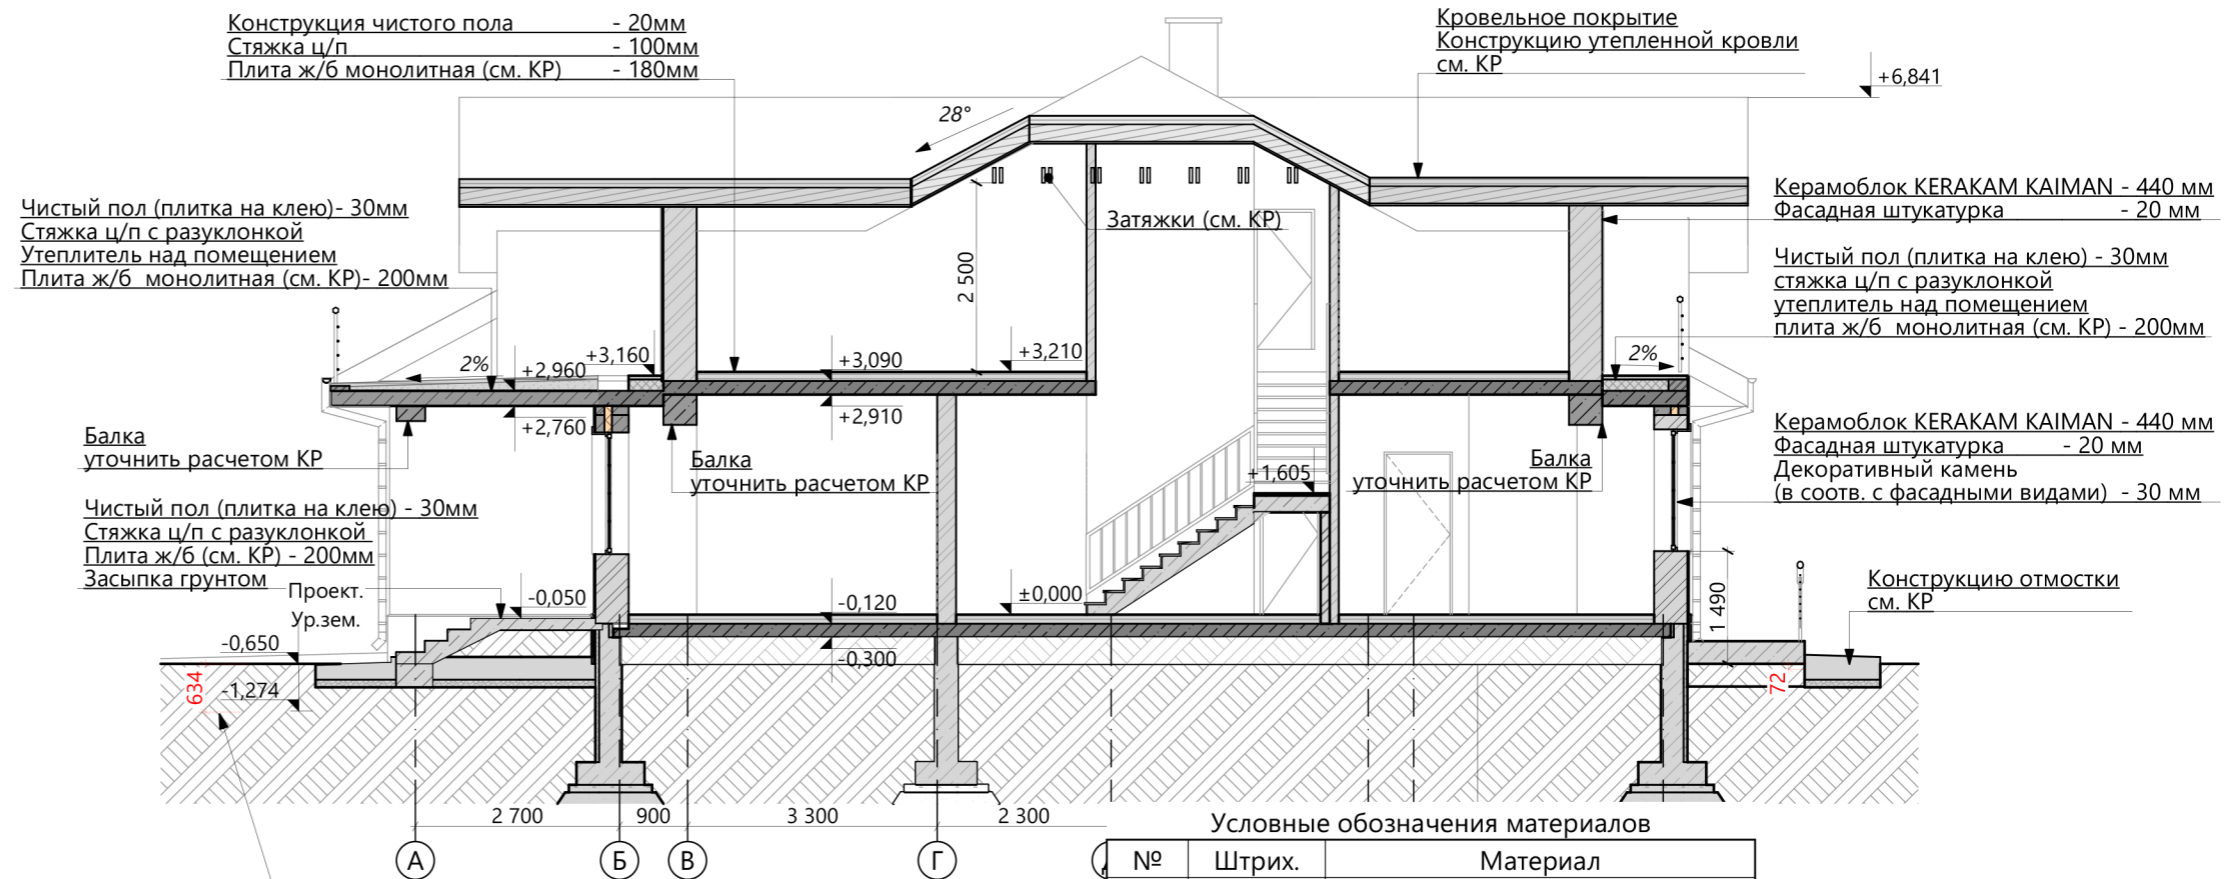 Конструкция чистого пола - 20мм
Стяжка ц/п - 100мм
Плита ж/б монолитная (см. КР) - 180мм
Кровельное покрытие
Конструкцию утепленной кровли
см. КР
+6,841
28°
Чистый пол (плитка на клею)- 30мм
Стяжка ц/п с разуклонкой
Утеплитель над помещением
Плита ж/б монолитная (см. КР)- 200мм
Затяжки (см. КР)
2 500
Керамоблок KERAKAM KAIMAN - 440 мм
Фасадная штукатурка - 20 мм
Чистый пол (плитка на клею) - 30мм
стяжка ц/п с разуклонкой
утеплитель над помещением
плита ж/б монолитная (см. КР) - 200мм
2%
+2,960
+3,160
+3,090
+3,210
2%
+2,760
+2,910
Балка
уточнить расчетом КР
Балка
уточнить расчетом КР
+1,605
Балка
уточнить расчетом КР
Керамоблок KERAKAM KAIMAN - 440 мм
Фасадная штукатурка - 20 мм
Декоративный камень
(в соотв. с фасадными видами) - 30 мм
Чистый пол (плитка на клею) - 30мм
Стяжка ц/п с разуклонкой
Плита ж/б (см. КР) - 200мм
Засыпка грунтом
Проект.
Ур.зем.
-0,050
-0,120
±0,000
1 490
Конструкцию отмостки
см. КР
-0,650
-0,300
634
-1,274
72
2 700
900
3 300
2 300
А
Б
В
Г
Условные обозначения материалов
№ Штрих. Материал